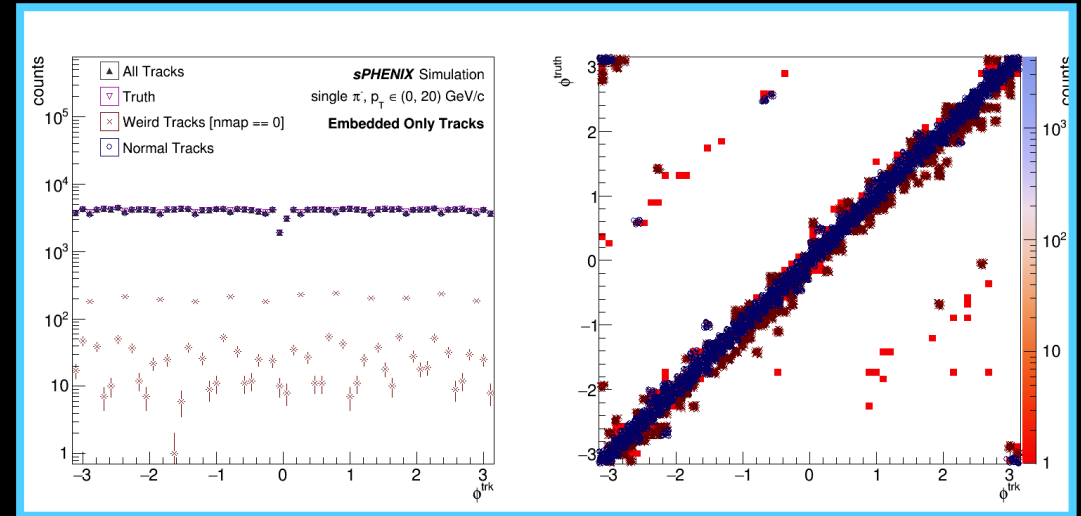 counts
All Tracks
Truth
Weird Tracks [nmap == 0]
Normal Tracks
sPHENIX Simulation
single π⁻, p_T ∈ (0, 20) GeV/c
Embedded Only Tracks
10⁵
10⁴
10³
10²
10
1
−3 −2 −1 0 1 2 3
ϕ^trk
ϕ^truth
3
2
1
0
−1
−2
−3
−3 −2 −1 0 1 2 3
ϕ^trk
counts
10³
10²
10
1